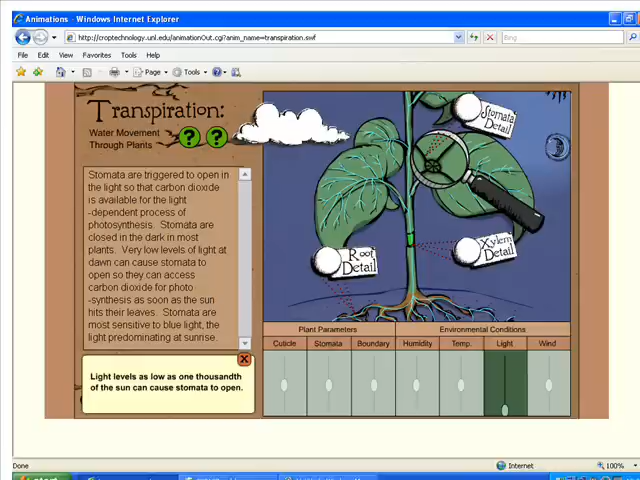 Animations - Windows Internet Explorer
http://croptechnology.unl.edu/animationOut.cgi?anim_name=transpiration.swf
Bing
File Edit View Favorites Tools Help
Page Tools
Transpiration:
Water Movement
Through Plants
? ?
Stomata are triggered to open in
the light so that carbon dioxide
is available for the light
-dependent process of
photosynthesis. Stomata are
closed in the dark in most
plants. Very low levels of light at
dawn can cause stomata to
open so they can access
carbon dioxide for photo
-synthesis as soon as the sun
hits their leaves. Stomata are
most sensitive to blue light, the
light predominating at sunrise.
X
Light levels as low as one thousandth
of the sun can cause stomata to open.
Stomata
Detail
Root
Detail
Xylem
Detail
Plant Parameters Environmental Conditions
Cuticle Stomata Boundary Humidity Temp. Light Wind
Done Internet 100%
start